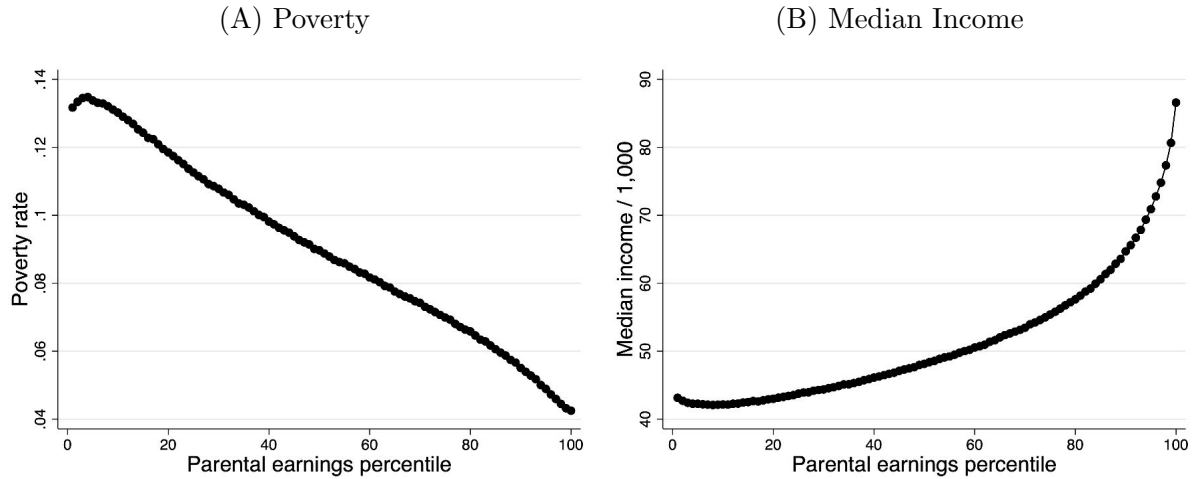 (A) Poverty
(B) Median Income
.14
.12
.1
.08
.06
.04
Poverty rate
0 20 40 60 80 100
Parental earnings percentile
90
80
70
60
50
40
Median income / 1,000
0 20 40 60 80 100
Parental earnings percentile